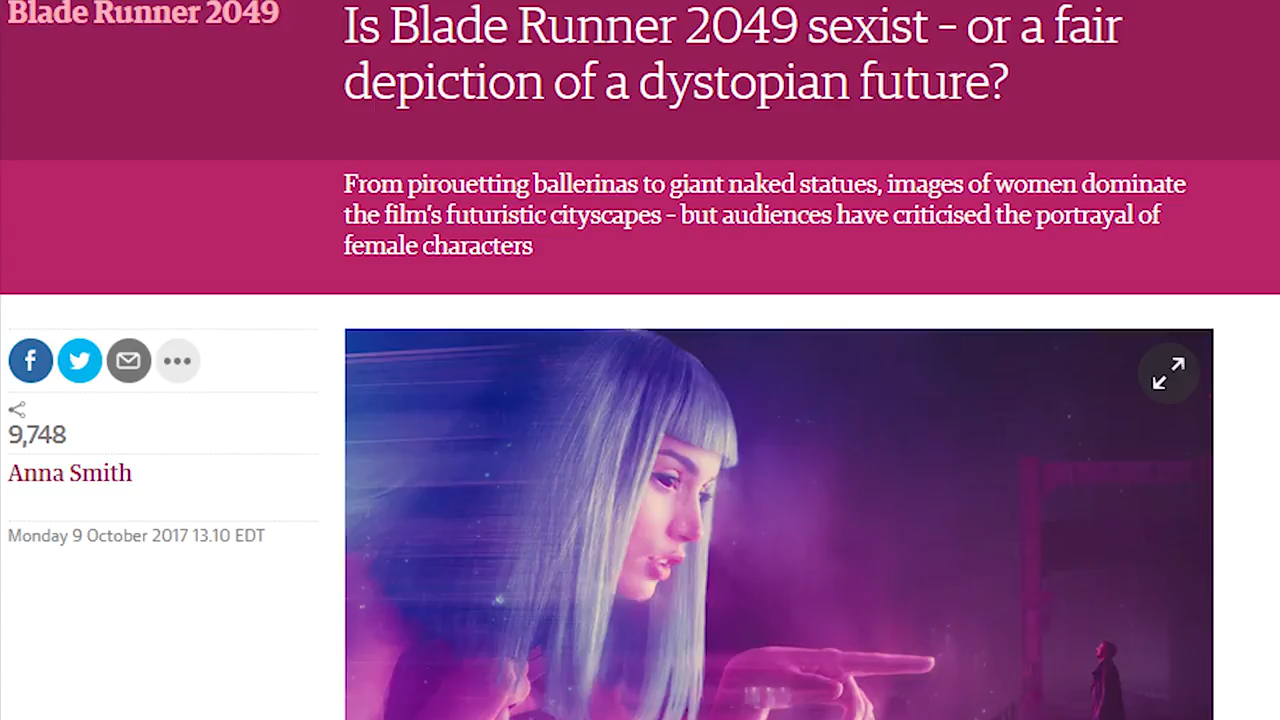 Blade Runner 2049
Is Blade Runner 2049 sexist – or a fair
depiction of a dystopian future?
From pirouetting ballerinas to giant naked statues, images of women dominate
the film’s futuristic cityscapes – but audiences have criticised the portrayal of
female characters
f
9,748
Anna Smith
Monday 9 October 2017 13.10 EDT